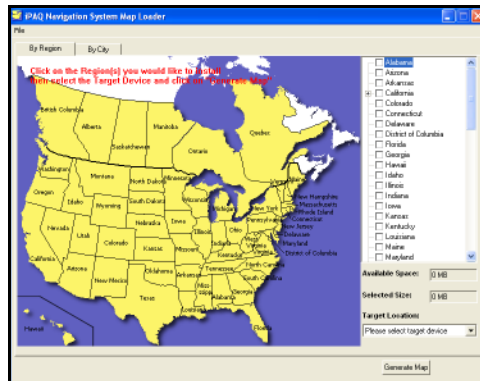 iPAQ Navigation System Map Loader
File
By Region
By City
Click on the Region(s) you would like to install
then select the Target Device and click on "Generate Map"
British Columbia
Alberta
Saskatchewan
Manitoba
Ontario
Quebec
Washington
Oregon
Idaho
Montana
Wyoming
North Dakota
South Dakota
Minnesota
Wisconsin
Nebraska
Iowa
Nevada
Utah
Colorado
Kansas
Missouri
Illinois
Indiana
Ohio
California
Arizona
New Mexico
Oklahoma
Arkansas
Texas
Louisiana
Missi
sippi
Alabama
Georgia
Florida
Tennessee
Kentucky
North Carolina
South Carolina
Virginia
Pennsylvania
New York
Maine
New Hampshire
Massachusetts
Rhode Island
Connecticut
New Jersey
Delaware
Maryland
District of Columbia
Hawaii
Alabama
Arizona
Arkansas
California
Colorado
Connecticut
Delaware
District of Columbia
Florida
Georgia
Hawaii
Idaho
Illinois
Indiana
Iowa
Kansas
Kentucky
Louisiana
Maine
Maryland
Available Space:
0 MB
Selected Size:
0 MB
Target Location:
Please select target device
Generate Map